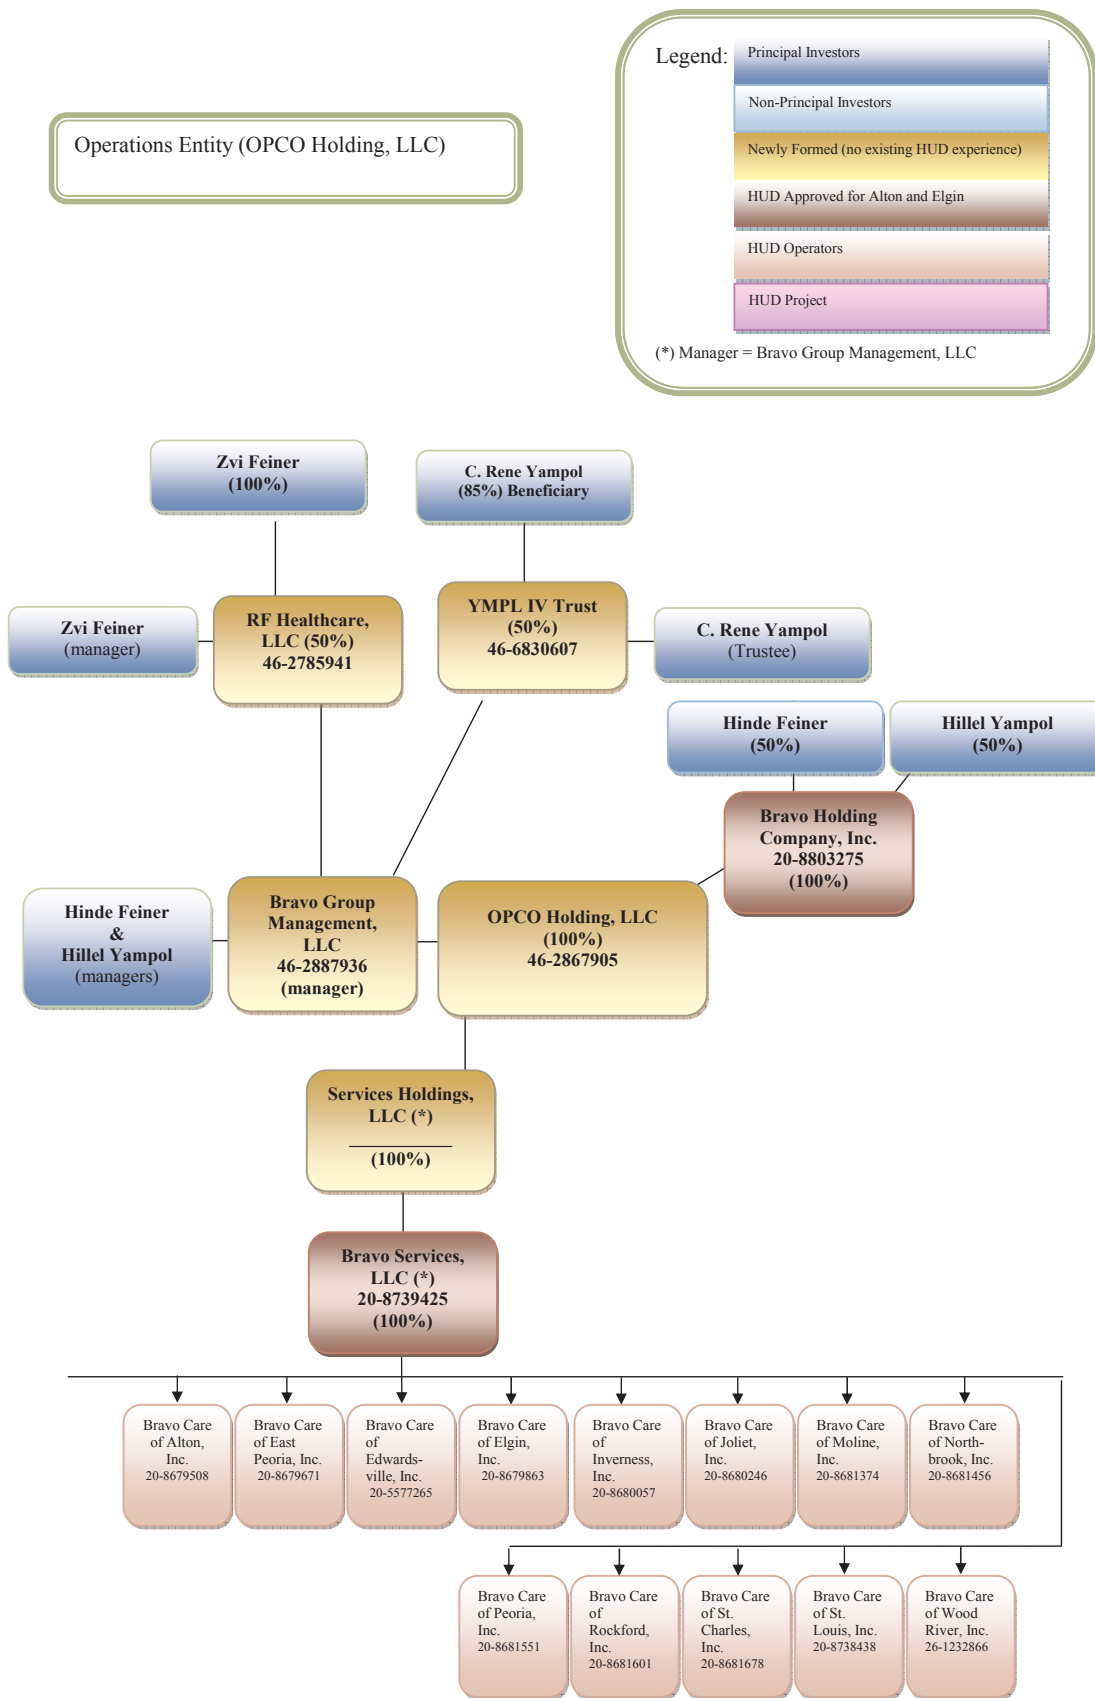 Legend:
Principal Investors
Non-Principal Investors
Newly Formed (no existing HUD experience)
HUD Approved for Alton and Elgin
HUD Operators
HUD Project
(*) Manager = Bravo Group Management, LLC
Operations Entity (OPCO Holding, LLC)
Zvi Feiner
(100%)
C. Rene Yampol
(85%) Beneficiary
Zvi Feiner
(manager)
RF Healthcare,
LLC (50%)
46-2785941
YMPL IV Trust
(50%)
46-6830607
C. Rene Yampol
(Trustee)
Hinde Feiner
(50%)
Hillel Yampol
(50%)
Bravo Holding
Company, Inc.
20-8803275
(100%)
Hinde Feiner
&
Hillel Yampol
(managers)
Bravo Group
Management,
LLC
46-2887936
(manager)
OPCO Holding, LLC
(100%)
46-2867905
Services Holdings,
LLC (*)
(100%)
Bravo Services,
LLC (*)
20-8739425
(100%)
Bravo Care
of Alton,
Inc.
20-8679508
Bravo Care
of East
Peoria, Inc.
20-8679671
Bravo Care
of
Edwards-
ville, Inc.
20-5577265
Bravo Care
of Elgin,
Inc.
20-8679863
Bravo Care
of
Inverness,
Inc.
20-8680057
Bravo Care
of Joliet,
Inc.
20-8680246
Bravo Care
of Moline,
Inc.
20-8681374
Bravo Care
of North-
brook, Inc.
20-8681456
Bravo Care
of Peoria,
Inc.
20-8681551
Bravo Care
of
Rockford,
Inc.
20-8681601
Bravo Care
of St.
Charles,
Inc.
20-8681678
Bravo Care
of St.
Louis, Inc.
20-8738438
Bravo Care
of Wood
River, Inc.
26-1232866